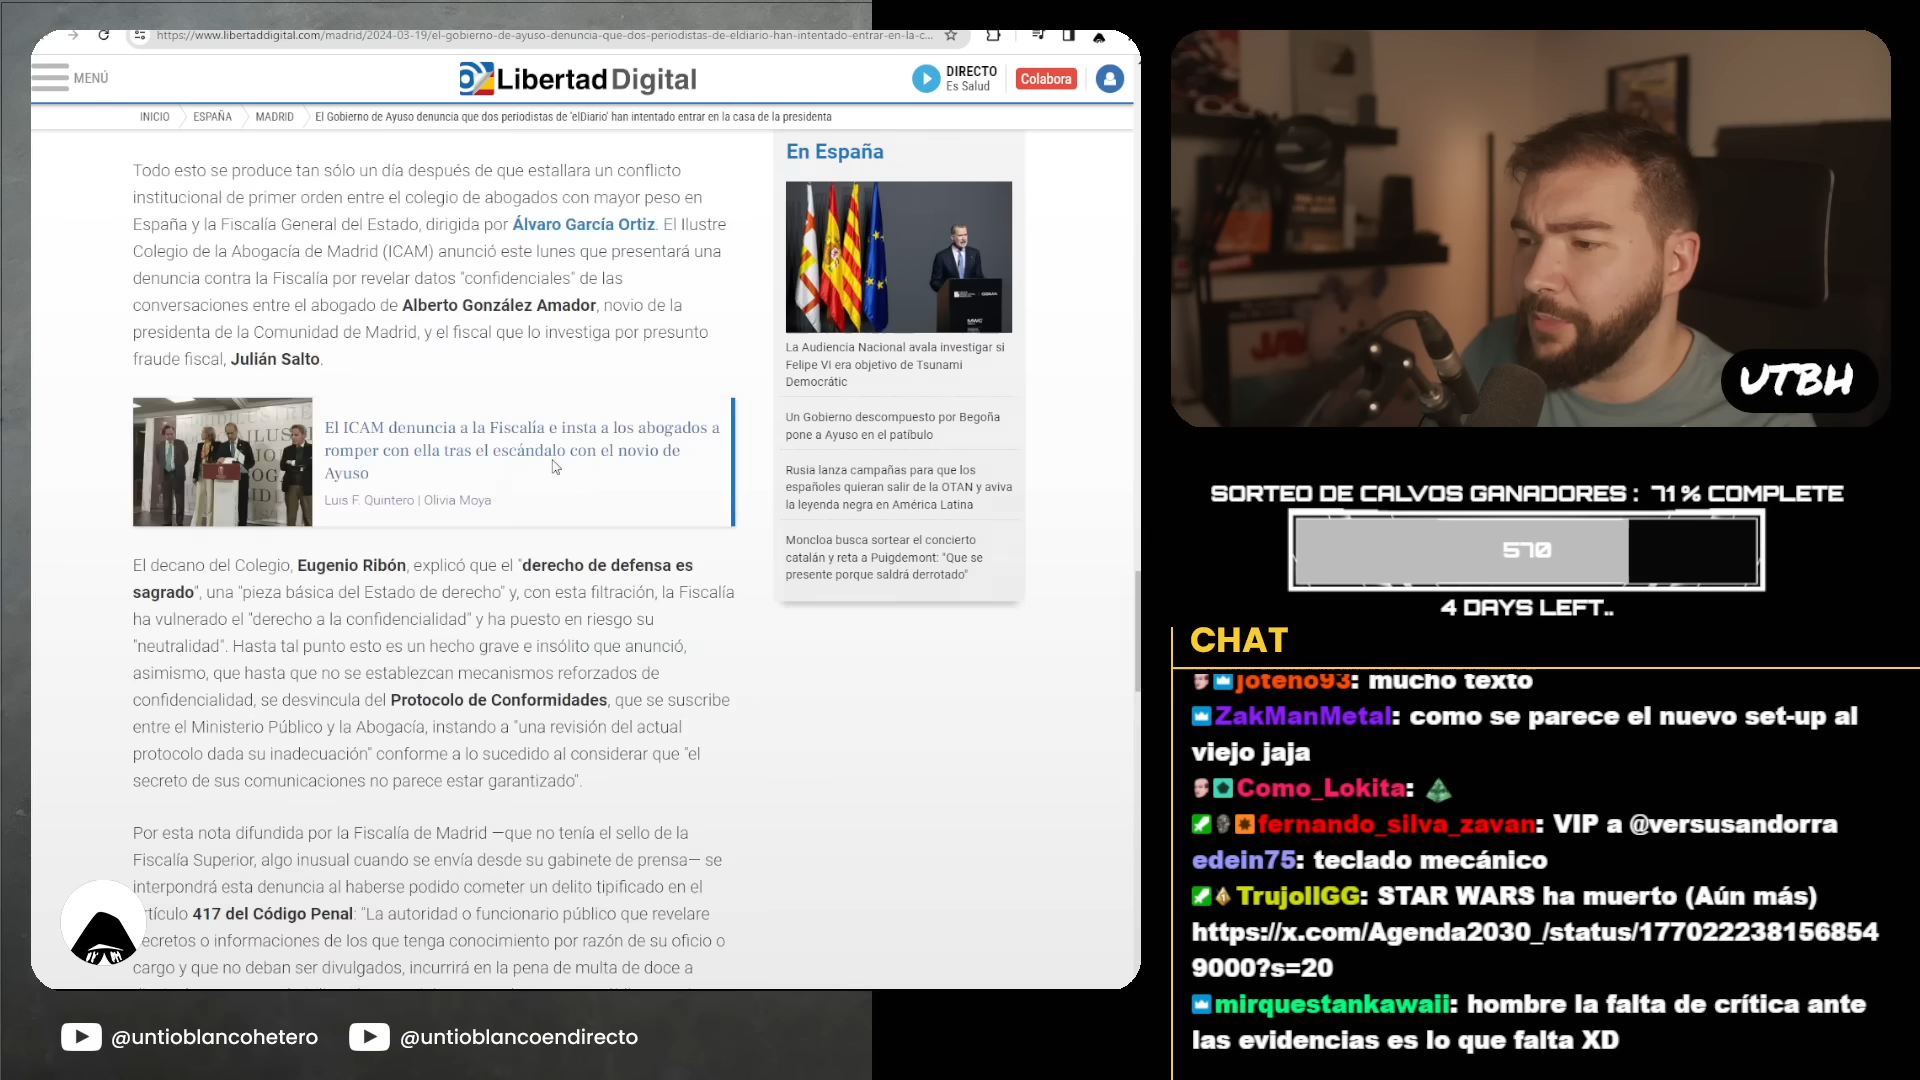 https://www.libertaddigital.com/madrid/2024-03-19/el-gobierno-de-ayuso-denuncia-que-dos-periodistas-de-eldiario-han-intentado-entrar-en-la-c...
MENÚ
Libertad Digital
DIRECTO
Es Salud
Colabora
INICIO ESPAÑA MADRID El Gobierno de Ayuso denuncia que dos periodistas de 'elDiario' han intentado entrar en la casa de la presidenta
Todo esto se produce tan sólo un día después de que estallara un conflicto
institucional de primer orden entre el colegio de abogados con mayor peso en
España y la Fiscalía General del Estado, dirigida por Álvaro García Ortiz. El Ilustre
Colegio de la Abogacía de Madrid (ICAM) anunció este lunes que presentará una
denuncia contra la Fiscalía por revelar datos "confidenciales" de las
conversaciones entre el abogado de Alberto González Amador, novio de la
presidenta de la Comunidad de Madrid, y el fiscal que lo investiga por presunto
fraude fiscal, Julián Salto.
El ICAM denuncia a la Fiscalía e insta a los abogados a
romper con ella tras el escándalo con el novio de
Ayuso
Luis F. Quintero | Olivia Moya
El decano del Colegio, Eugenio Ribón, explicó que el "derecho de defensa es
sagrado", una "pieza básica del Estado de derecho" y, con esta filtración, la Fiscalía
ha vulnerado el "derecho a la confidencialidad" y ha puesto en riesgo su
"neutralidad". Hasta tal punto esto es un hecho grave e insólito que anunció,
asimismo, que hasta que no se establezcan mecanismos reforzados de
confidencialidad, se desvincula del Protocolo de Conformidades, que se suscribe
entre el Ministerio Público y la Abogacía, instando a "una revisión del actual
protocolo dada su inadecuación" conforme a lo sucedido al considerar que "el
secreto de sus comunicaciones no parece estar garantizado".
Por esta nota difundida por la Fiscalía de Madrid —que no tenía el sello de la
Fiscalía Superior, algo inusual cuando se envía desde su gabinete de prensa— se
interpondrá esta denuncia al haberse podido cometer un delito tipificado en el
rtículo 417 del Código Penal: "La autoridad o funcionario público que revelare
ecretos o informaciones de los que tenga conocimiento por razón de su oficio o
cargo y que no deban ser divulgados, incurrirá en la pena de multa de doce a
En España
La Audiencia Nacional avala investigar si
Felipe VI era objetivo de Tsunami
Democràtic
Un Gobierno descompuesto por Begoña
pone a Ayuso en el patíbulo
Rusia lanza campañas para que los
españoles quieran salir de la OTAN y aviva
la leyenda negra en América Latina
Moncloa busca sortear el concierto
catalán y reta a Puigdemont: "Que se
presente porque saldrá derrotado"
UTBH
SORTEO DE CALVOS GANADORES : 71% COMPLETE
570
4 DAYS LEFT..
CHAT
joteno93: mucho texto
ZakManMetal: como se parece el nuevo set-up al
viejo jaja
Como_Lokita:
fernando_silva_zavan: VIP a @versusandorra
edein75: teclado mecánico
TrujollGG: STAR WARS ha muerto (Aún más)
https://x.com/Agenda2030_/status/177022238156854
9000?s=20
mirquestankawaii: hombre la falta de crítica ante
las evidencias es lo que falta XD
@untioblancohetero @untioblancoendirecto